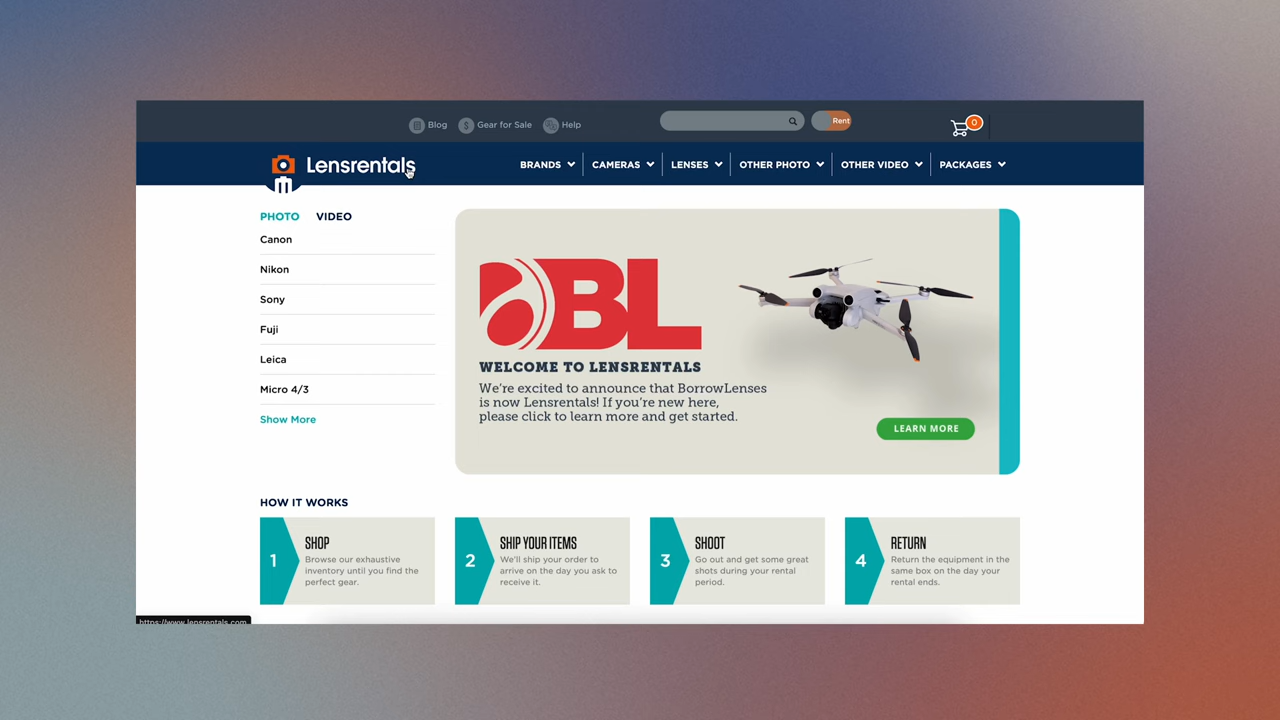 Blog
Gear for Sale
Help
Rent
0
Lensrentals
BRANDS
CAMERAS
LENSES
OTHER PHOTO
OTHER VIDEO
PACKAGES
PHOTO VIDEO
Canon
Nikon
Sony
Fuji
Leica
Micro 4/3
Show More
BL
WELCOME TO LENSRENTALS
We're excited to announce that BorrowLenses
is now Lensrentals! If you're new here,
please click to learn more and get started.
LEARN MORE
HOW IT WORKS
1
SHOP
Browse our exhaustive
inventory until you find the
perfect gear.
2
SHIP YOUR ITEMS
We'll ship your order to
arrive on the day you ask to
receive it.
3
SHOOT
Go out and get some great
shots during your rental
period.
4
RETURN
Return the equipment in the
same box on the day your
rental ends.
https://www.lensrentals.com